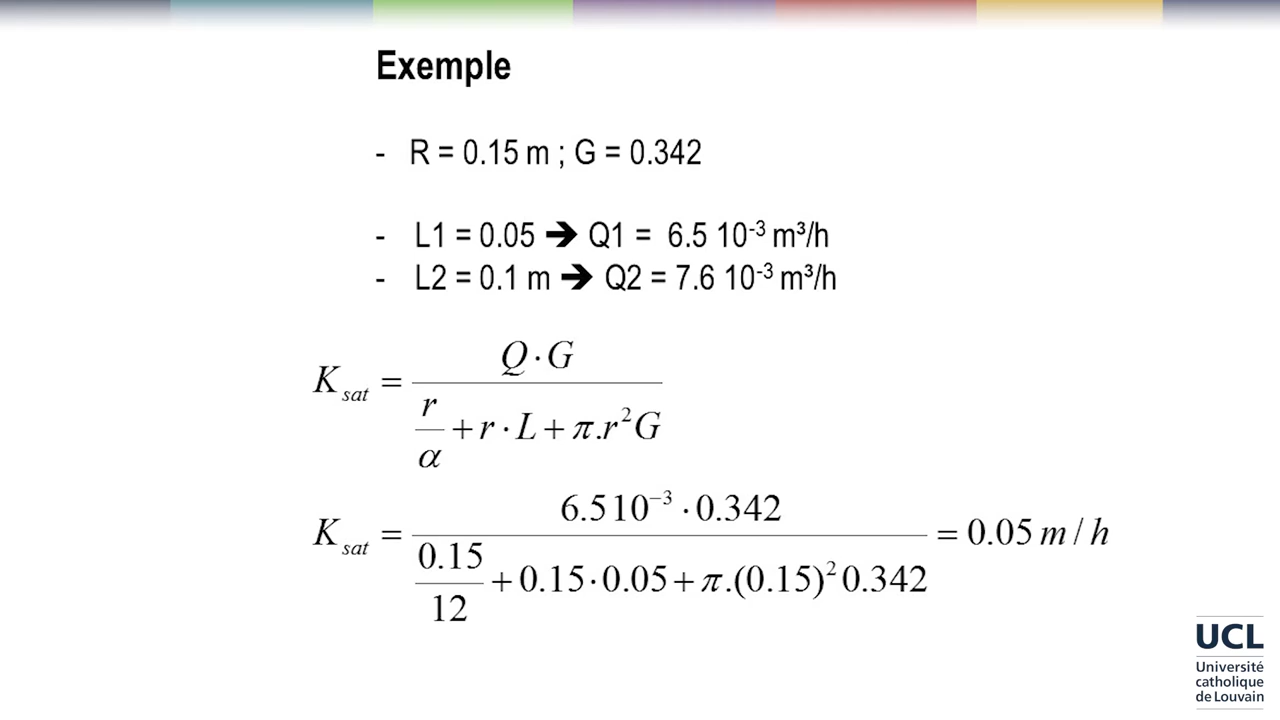 Exemple
- R = 0.15 m ; G = 0.342
- L1 = 0.05 ➔ Q1 = 6.5 10⁻³ m³/h
- L2 = 0.1 m ➔ Q2 = 7.6 10⁻³ m³/h
K_sat = (Q · G) / (r/α + r · L + π.r²G)
K_sat = (6.5 10⁻³ · 0.342) / (0.15/12 + 0.15 · 0.05 + π.(0.15)² 0.342) = 0.05 m / h
UCL
Université
catholique
de Louvain